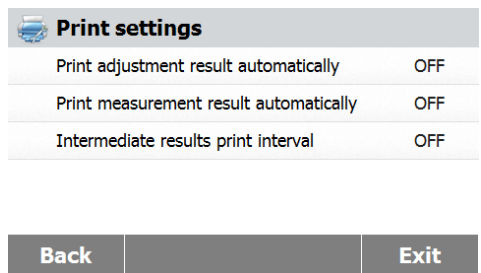 Print settings
Print adjustment result automatically OFF
Print measurement result automatically OFF
Intermediate results print interval OFF
Back Exit